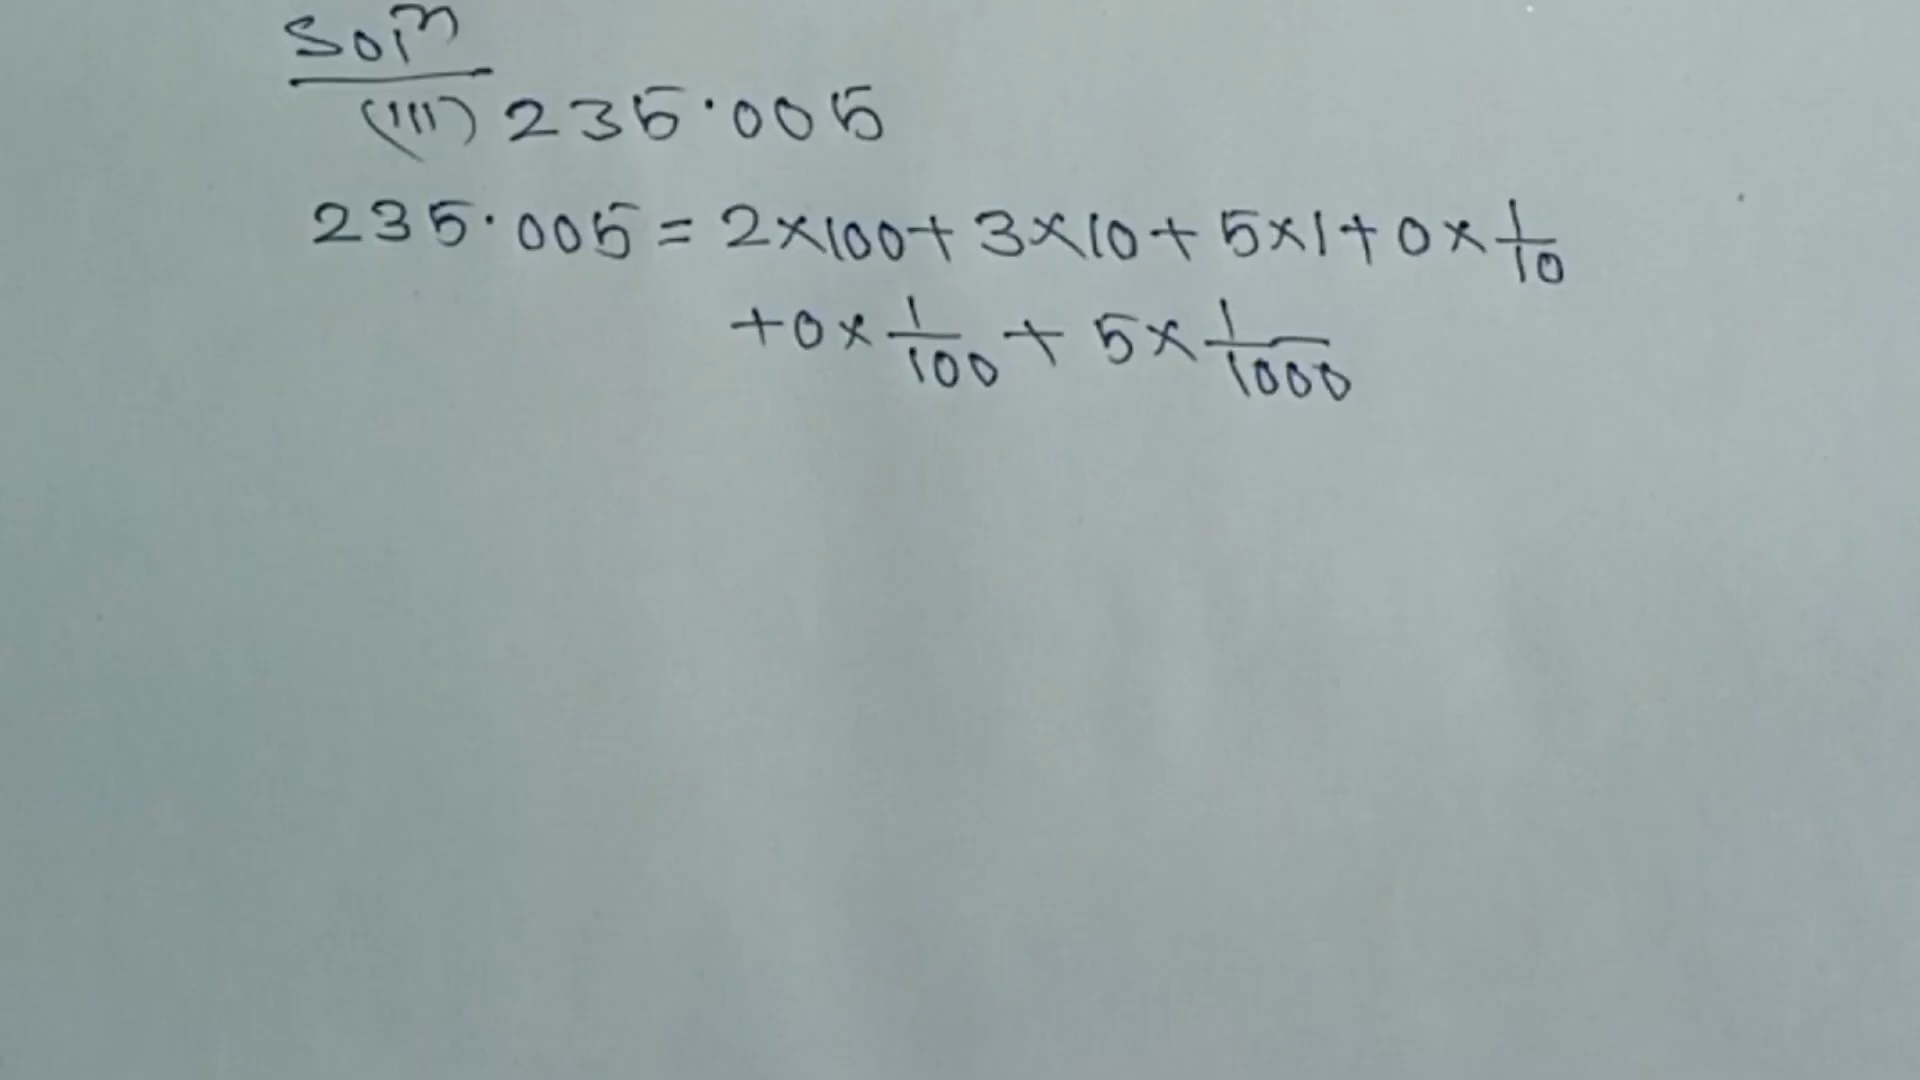 Solⁿ
(III) 235·005
235·005 = 2×100+ 3×10+ 5×1+ 0× 1/10
+0× 1/100 + 5× 1/1000